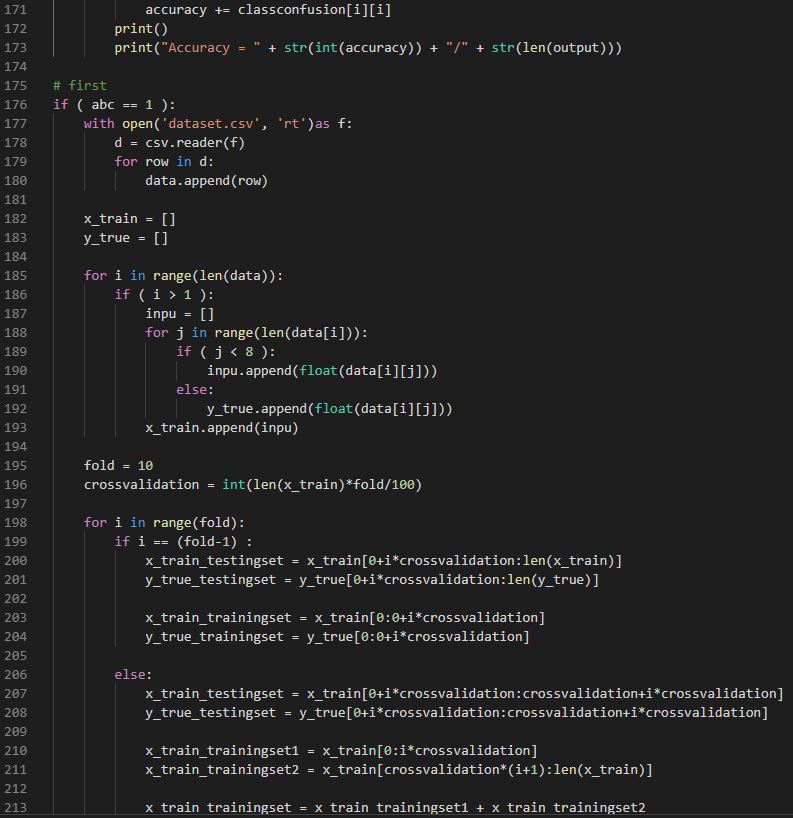 171 accuracy += classconfusion[i][i]
172 print()
173 print("Accuracy = " + str(int(accuracy)) + "/" + str(len(output)))
174
175 # first
176 if ( abc == 1 ):
177 with open('dataset.csv', 'rt')as f:
178 d = csv.reader(f)
179 for row in d:
180 data.append(row)
181
182 x_train = []
183 y_true = []
184
185 for i in range(len(data)):
186 if ( i > 1 ):
187 inpu = []
188 for j in range(len(data[i])):
189 if ( j < 8 ):
190 inpu.append(float(data[i][j]))
191 else:
192 y_true.append(float(data[i][j]))
193 x_train.append(inpu)
194
195 fold = 10
196 crossvalidation = int(len(x_train)*fold/100)
197
198 for i in range(fold):
199 if i == (fold-1) :
200 x_train_testingset = x_train[0+i*crossvalidation:len(x_train)]
201 y_true_testingset = y_true[0+i*crossvalidation:len(y_true)]
202
203 x_train_trainingset = x_train[0:0+i*crossvalidation]
204 y_true_trainingset = y_true[0:0+i*crossvalidation]
205
206 else:
207 x_train_testingset = x_train[0+i*crossvalidation:crossvalidation+i*crossvalidation]
208 y_true_testingset = y_true[0+i*crossvalidation:crossvalidation+i*crossvalidation]
209
210 x_train_trainingset1 = x_train[0:i*crossvalidation]
211 x_train_trainingset2 = x_train[crossvalidation*(i+1):len(x_train)]
212
213 x_train_trainingset = x_train_trainingset1 + x_train_trainingset2